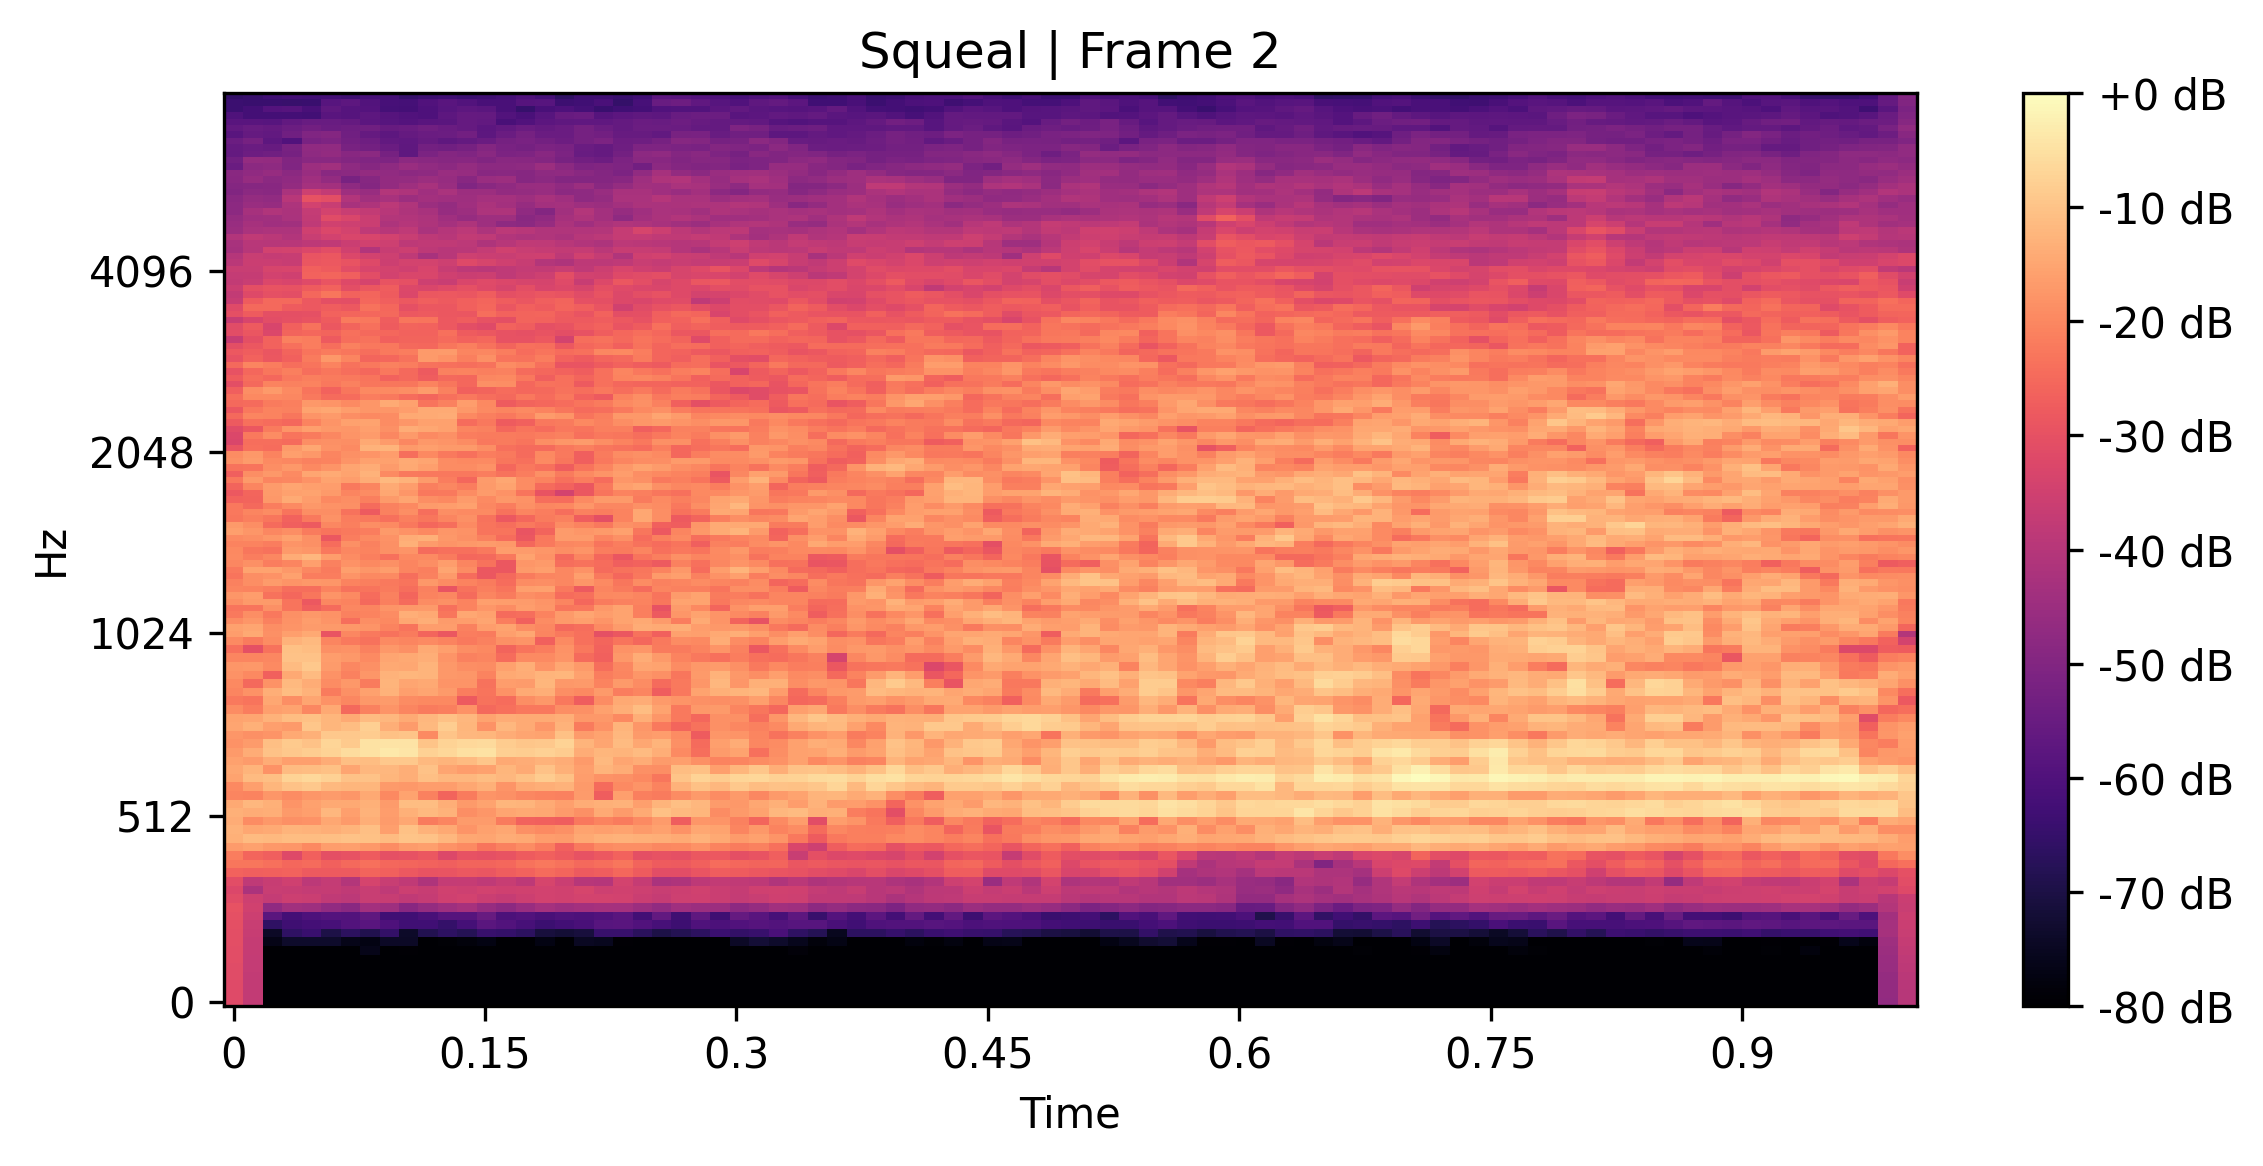 Squeal | Frame 2
+0 dB
-10 dB
-20 dB
-30 dB
-40 dB
-50 dB
-60 dB
-70 dB
-80 dB
Hz
4096
2048
1024
512
0
0 0.15 0.3 0.45 0.6 0.75 0.9
Time